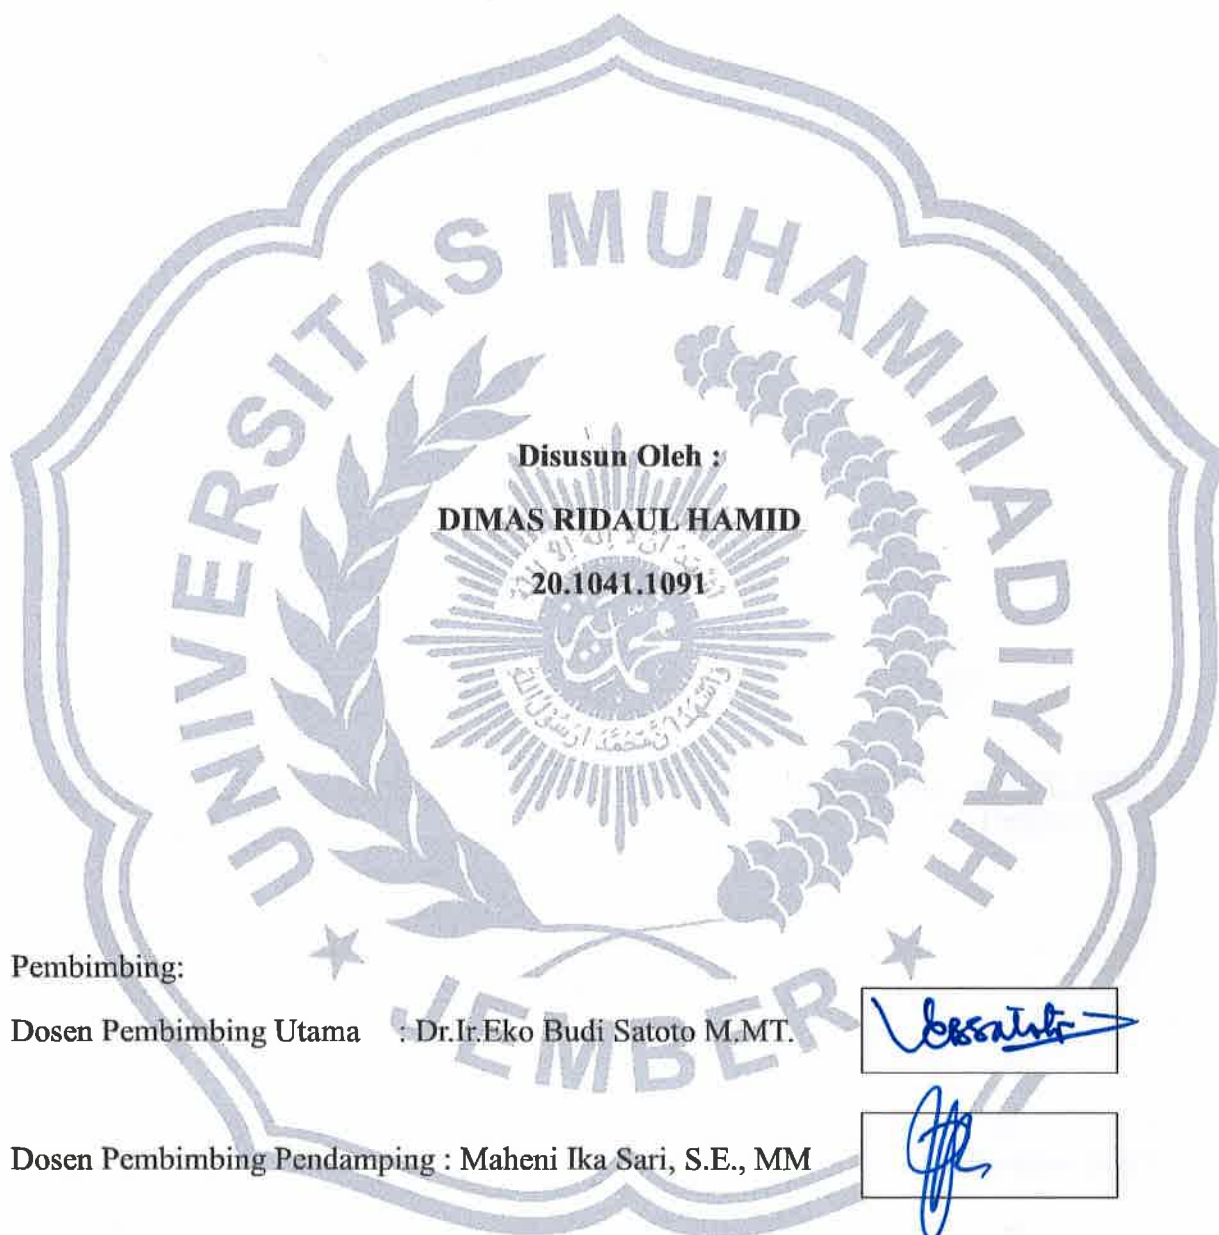 UNIVERSITAS MUHAMMADIYAH
Disusun Oleh :
DIMAS RIDAUL HAMID
20.1041.1091
محمدية
JEMBER
Pembimbing:
Dosen Pembimbing Utama : Dr.Ir.Eko Budi Satoto M.MT.
Dosen Pembimbing Pendamping : Maheni Ika Sari, S.E., MM